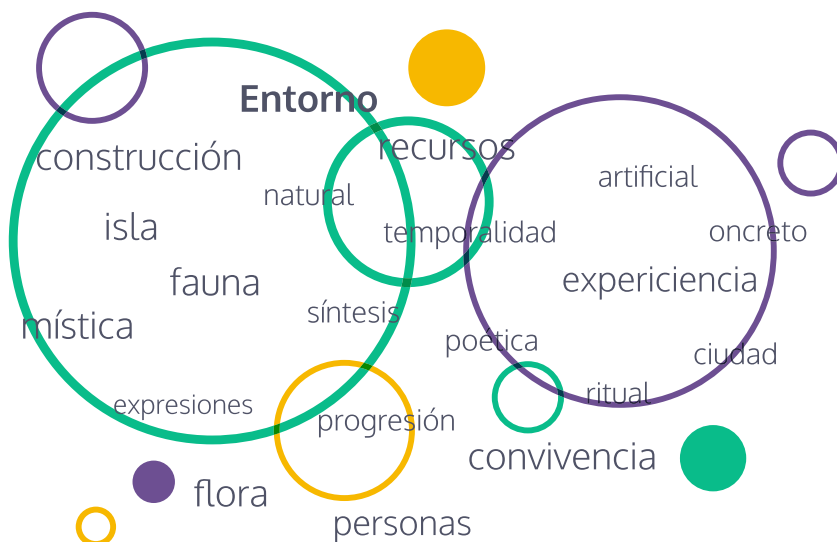 Entorno
recursos
construcción
artificial
natural
isla
temporalidad
oncreto
fauna
expericiencia
síntesis
mística
poética
ciudad
ritual
expresiones
progresión
convivencia
flora
personas